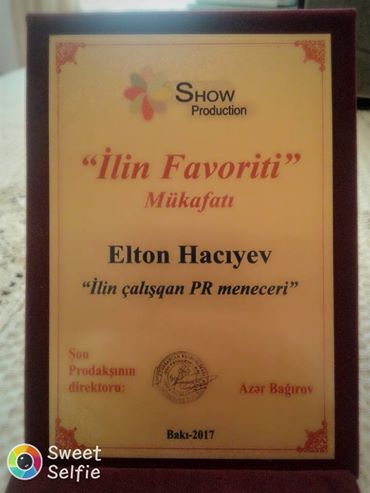 SHOW
Production
“İlin Favoriti”
Mükafatı
Elton Hacıyev
“İlin çalışqan PR meneceri”
Şou
Prodakşının
direktoru:
Azər Bağırov
Bakı-2017
Sweet
Selfie